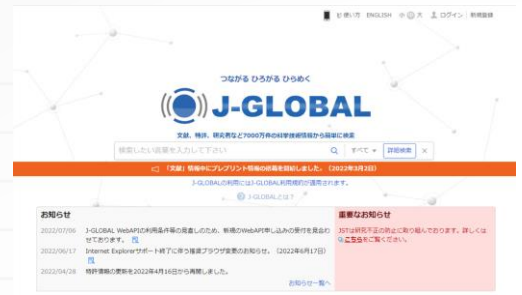 使い方 ENGLISH 小 中 大 ログイン 新規登録
つながる ひろがる ひらめく
J-GLOBAL
文献、特許、研究者など7000万件の科学技術情報から簡単に検索
検索したい言葉を入力して下さい すべて 詳細検索 ×
「文献」情報中にプレプリント情報の搭載を開始しました。（2022年3月2日）
J-GLOBALの利用にはJ-GLOBAL利用規約が適用されます。
J-GLOBALとは？
お知らせ
2022/07/06 J-GLOBAL WebAPIの利用条件等の見直しのため、新規のWebAPI申し込みの受付を見合わ
せております。
2022/06/17 Internet Explorerサポート終了に伴う推奨ブラウザ変更のお知らせ。（2022年6月17日）
2022/04/28 特許情報の更新を2022年4月16日から再開しました。
お知らせ一覧へ
重要なお知らせ
JSTは研究不正の防止に取り組んでおります。詳しくは
こちらをご覧ください。